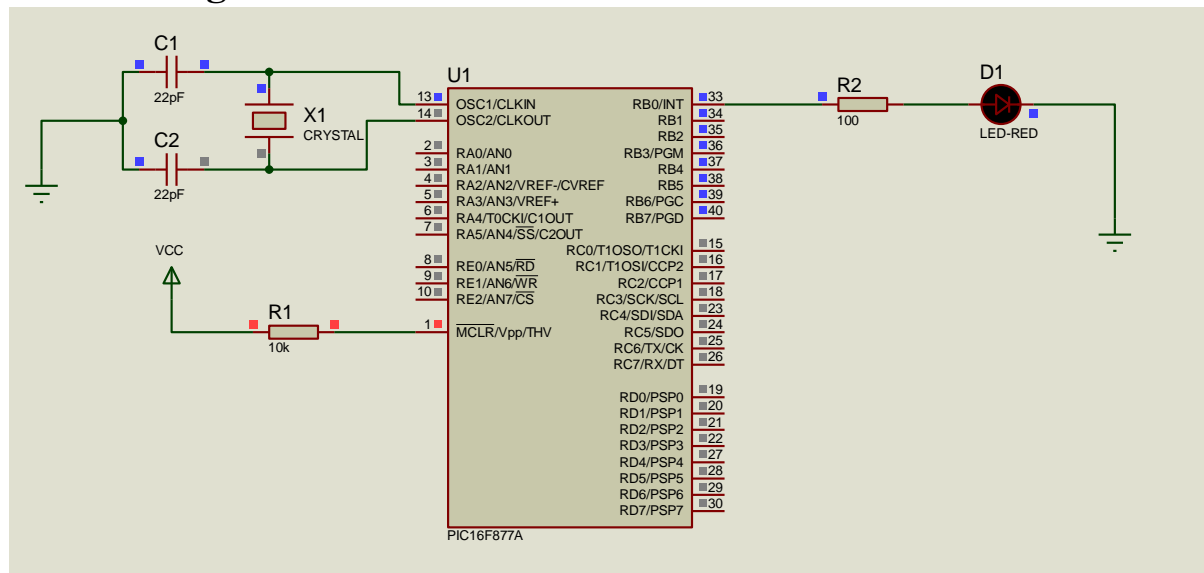 C1
22pF
X1
CRYSTAL
C2
22pF
VCC
R1
10k
U1
13 OSC1/CLKIN
14 OSC2/CLKOUT
2 RA0/AN0
3 RA1/AN1
4 RA2/AN2/VREF-/CVREF
5 RA3/AN3/VREF+
6 RA4/T0CKI/C1OUT
7 RA5/AN4/SS/C2OUT
8 RE0/AN5/RD
9 RE1/AN6/WR
10 RE2/AN7/CS
1 MCLR/Vpp/THV
RB0/INT 33
RB1 34
RB2 35
RB3/PGM 36
RB4 37
RB5 38
RB6/PGC 39
RB7/PGD 40
RC0/T1OSO/T1CKI 15
RC1/T1OSI/CCP2 16
RC2/CCP1 17
RC3/SCK/SCL 18
RC4/SDI/SDA 23
RC5/SDO 24
RC6/TX/CK 25
RC7/RX/DT 26
RD0/PSP0 19
RD1/PSP1 20
RD2/PSP2 21
RD3/PSP3 22
RD4/PSP4 27
RD5/PSP5 28
RD6/PSP6 29
RD7/PSP7 30
PIC16F877A
R2
100
D1
LED-RED